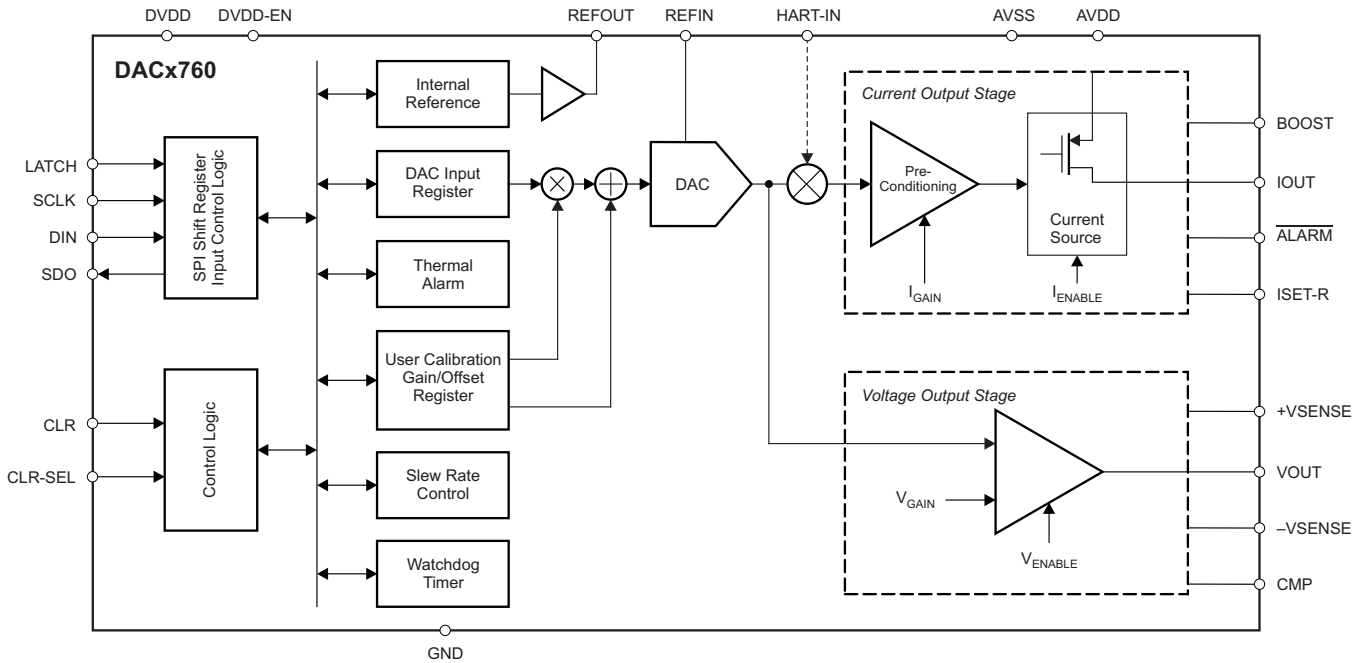 DVDD
DVDD-EN
REFOUT
REFIN
HART-IN
AVSS
AVDD
DACx760
LATCH
SCLK
DIN
SDO
SPI Shift Register
Input Control Logic
CLR
CLR-SEL
Control Logic
Internal
Reference
DAC Input
Register
Thermal
Alarm
User Calibration
Gain/Offset
Register
Slew Rate
Control
Watchdog
Timer
×
+
DAC
Current Output Stage
Pre-
Conditioning
Current
Source
IGAIN
IENABLE
BOOST
IOUT
ALARM
ISET-R
Voltage Output Stage
VGAIN
VENABLE
+VSENSE
VOUT
–VSENSE
CMP
GND